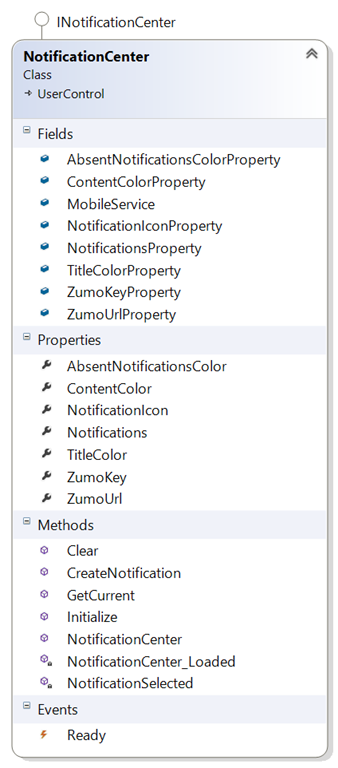 INotificationCenter
NotificationCenter
Class
UserControl
Fields
AbsentNotificationsColorProperty
ContentColorProperty
MobileService
NotificationIconProperty
NotificationsProperty
TitleColorProperty
ZumoKeyProperty
ZumoUrlProperty
Properties
AbsentNotificationsColor
ContentColor
NotificationIcon
Notifications
TitleColor
ZumoKey
ZumoUrl
Methods
Clear
CreateNotification
GetCurrent
Initialize
NotificationCenter
NotificationCenter_Loaded
NotificationSelected
Events
Ready